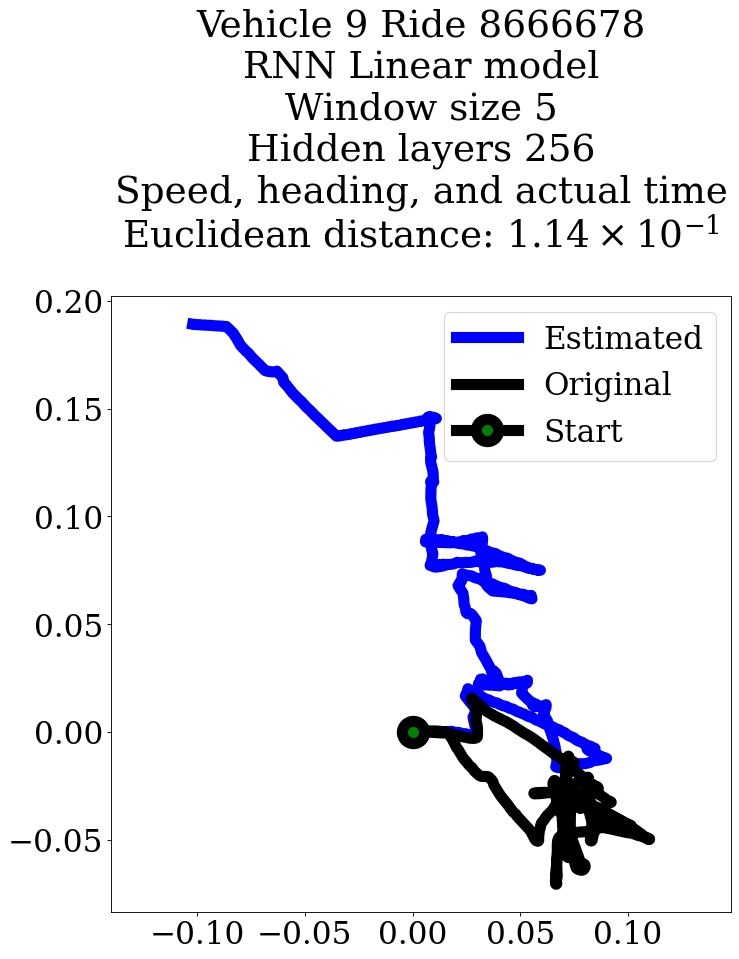 Vehicle 9 Ride 8666678
RNN Linear model
Window size 5
Hidden layers 256
Speed, heading, and actual time
Euclidean distance: 1.14 × 10⁻¹
0.20
0.15
0.10
0.05
0.00
−0.05
Estimated
Original
Start
−0.10 −0.05 0.00 0.05 0.10